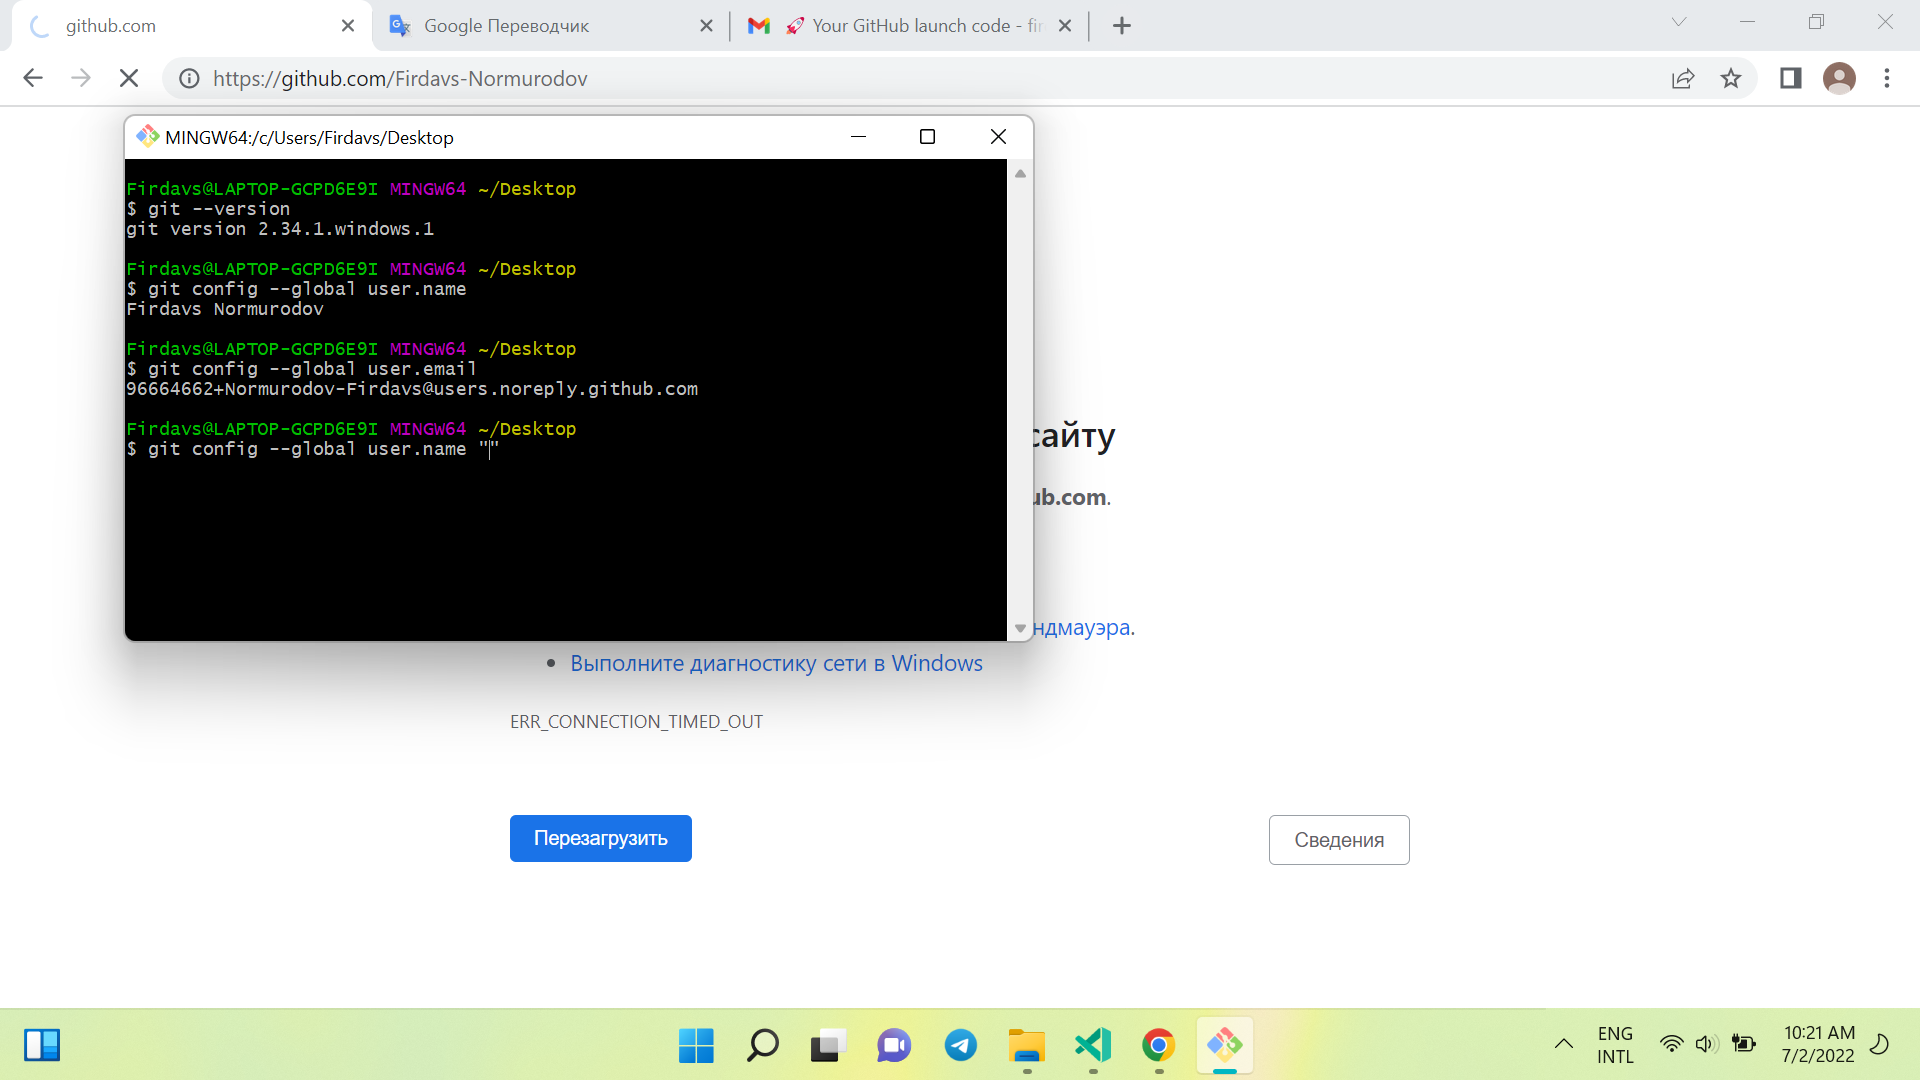 github.com
Google Переводчик
🚀 Your GitHub launch code - fir
https://github.com/Firdavs-Normurodov
MINGW64:/c/Users/Firdavs/Desktop
Firdavs@LAPTOP-GCPD6E9I MINGW64 ~/Desktop
$ git --version
git version 2.34.1.windows.1
Firdavs@LAPTOP-GCPD6E9I MINGW64 ~/Desktop
$ git config --global user.name
Firdavs Normurodov
Firdavs@LAPTOP-GCPD6E9I MINGW64 ~/Desktop
$ git config --global user.email
96664662+Normurodov-Firdavs@users.noreply.github.com
Firdavs@LAPTOP-GCPD6E9I MINGW64 ~/Desktop
$ git config --global user.name ""
сайту
ub.com.
ндмауэра.
• Выполните диагностику сети в Windows
ERR_CONNECTION_TIMED_OUT
Перезагрузить
Сведения
ENG
INTL
10:21 AM
7/2/2022